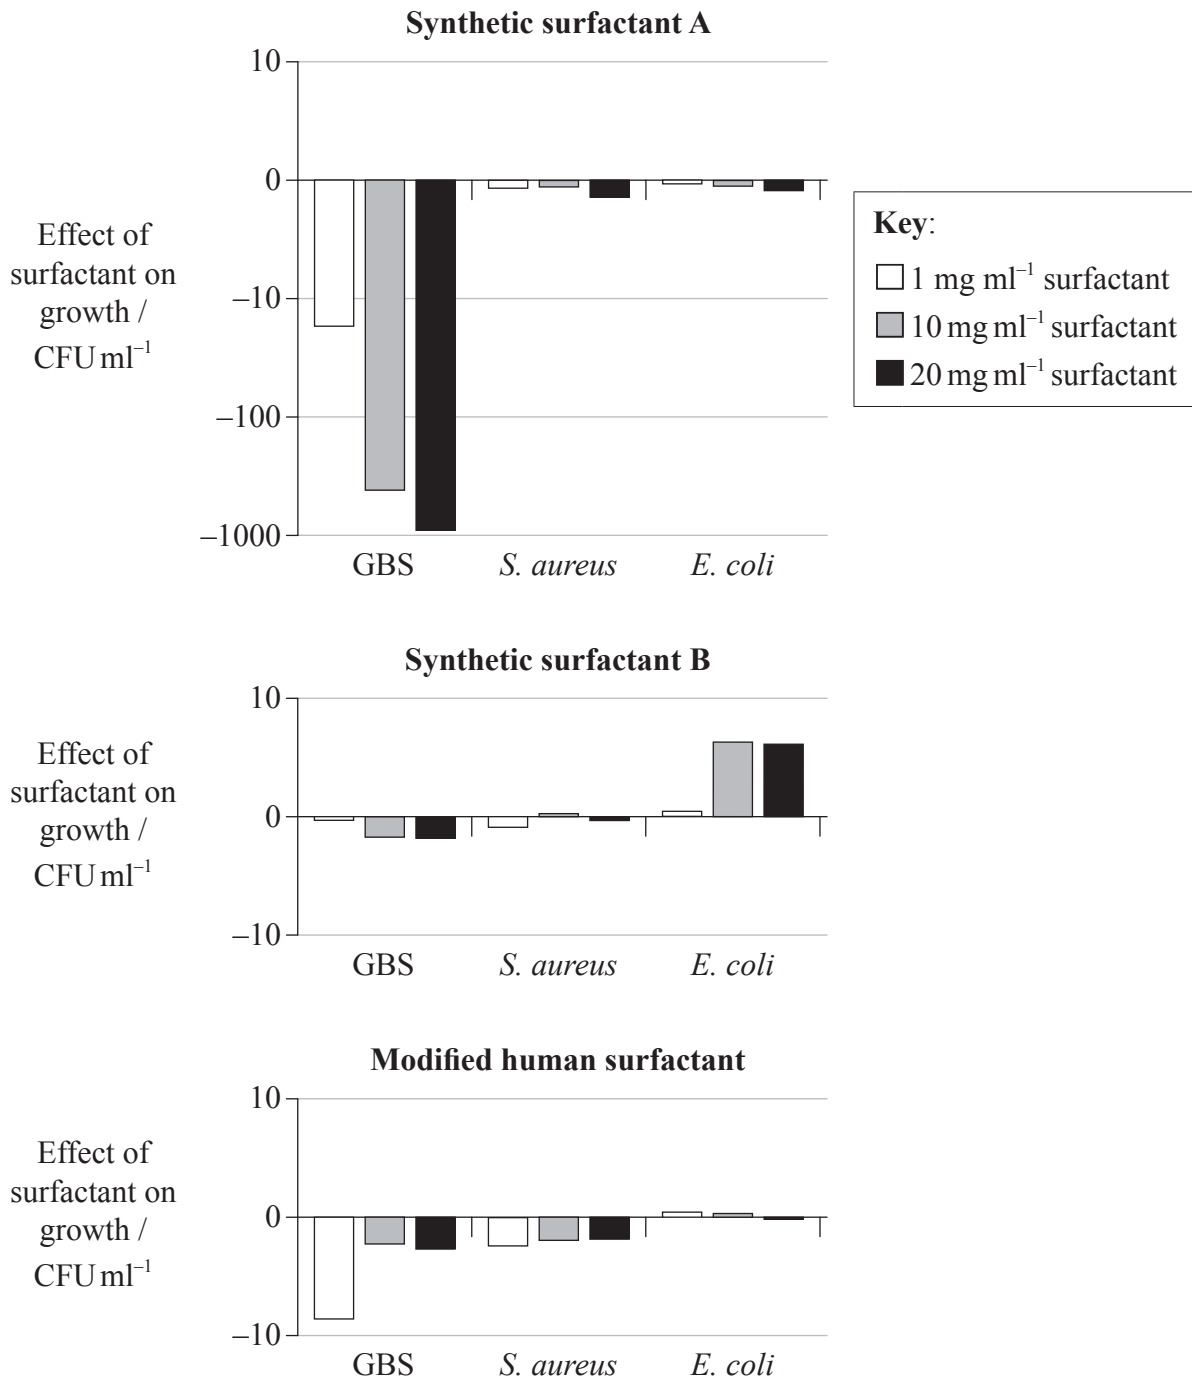 Synthetic surfactant A
10
0
–10
–100
–1000
Effect of
surfactant on
growth /
CFU ml⁻¹
GBS
S. aureus
E. coli
Key:
1 mg ml⁻¹ surfactant
10 mg ml⁻¹ surfactant
20 mg ml⁻¹ surfactant
Synthetic surfactant B
10
0
–10
Effect of
surfactant on
growth /
CFU ml⁻¹
GBS
S. aureus
E. coli
Modified human surfactant
10
0
–10
Effect of
surfactant on
growth /
CFU ml⁻¹
GBS
S. aureus
E. coli